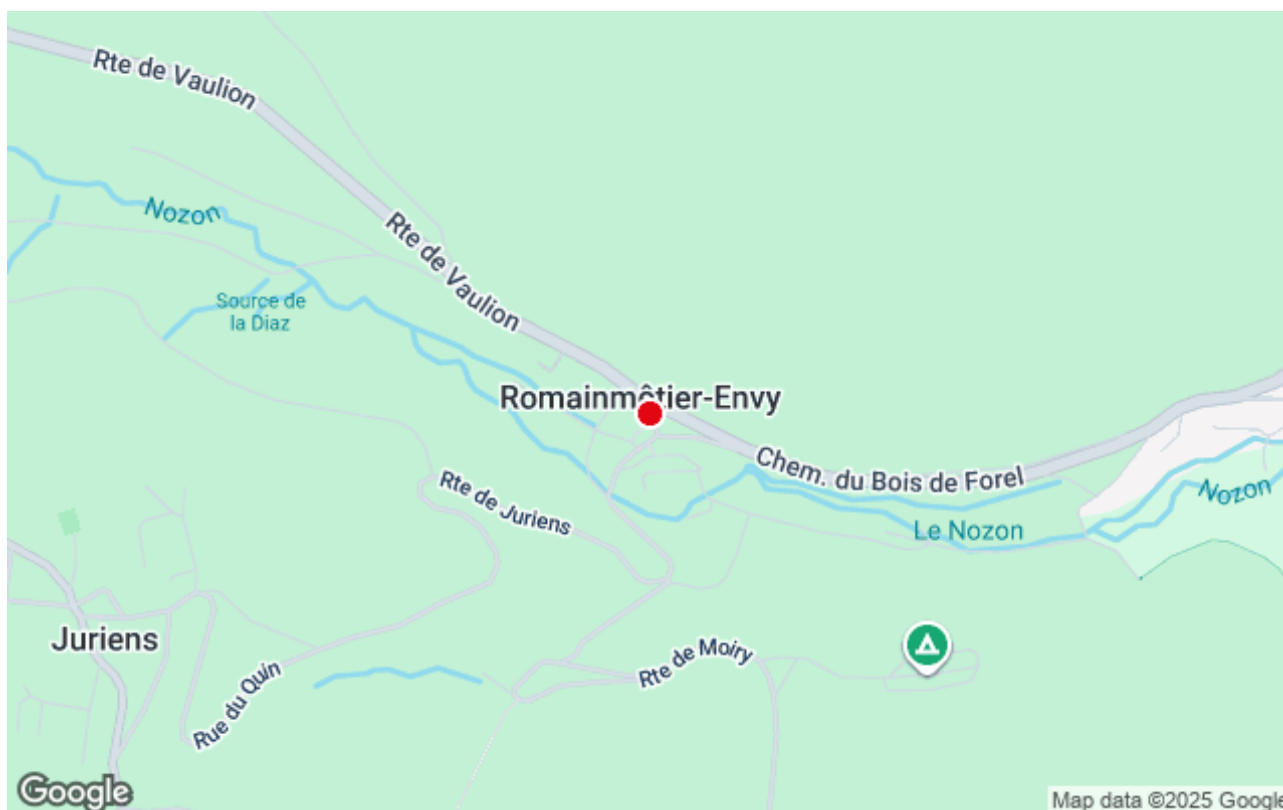 Rte de Vaulion
Nozon
Rte de Vaulion
Source de
la Diaz
Romainmôtier-Envy
Chem. du Bois de Forel
Rte de Juriens
Nozon
Le Nozon
Juriens
Rte de Moiry
Rue du Quin
Google
Map data ©2025 Google